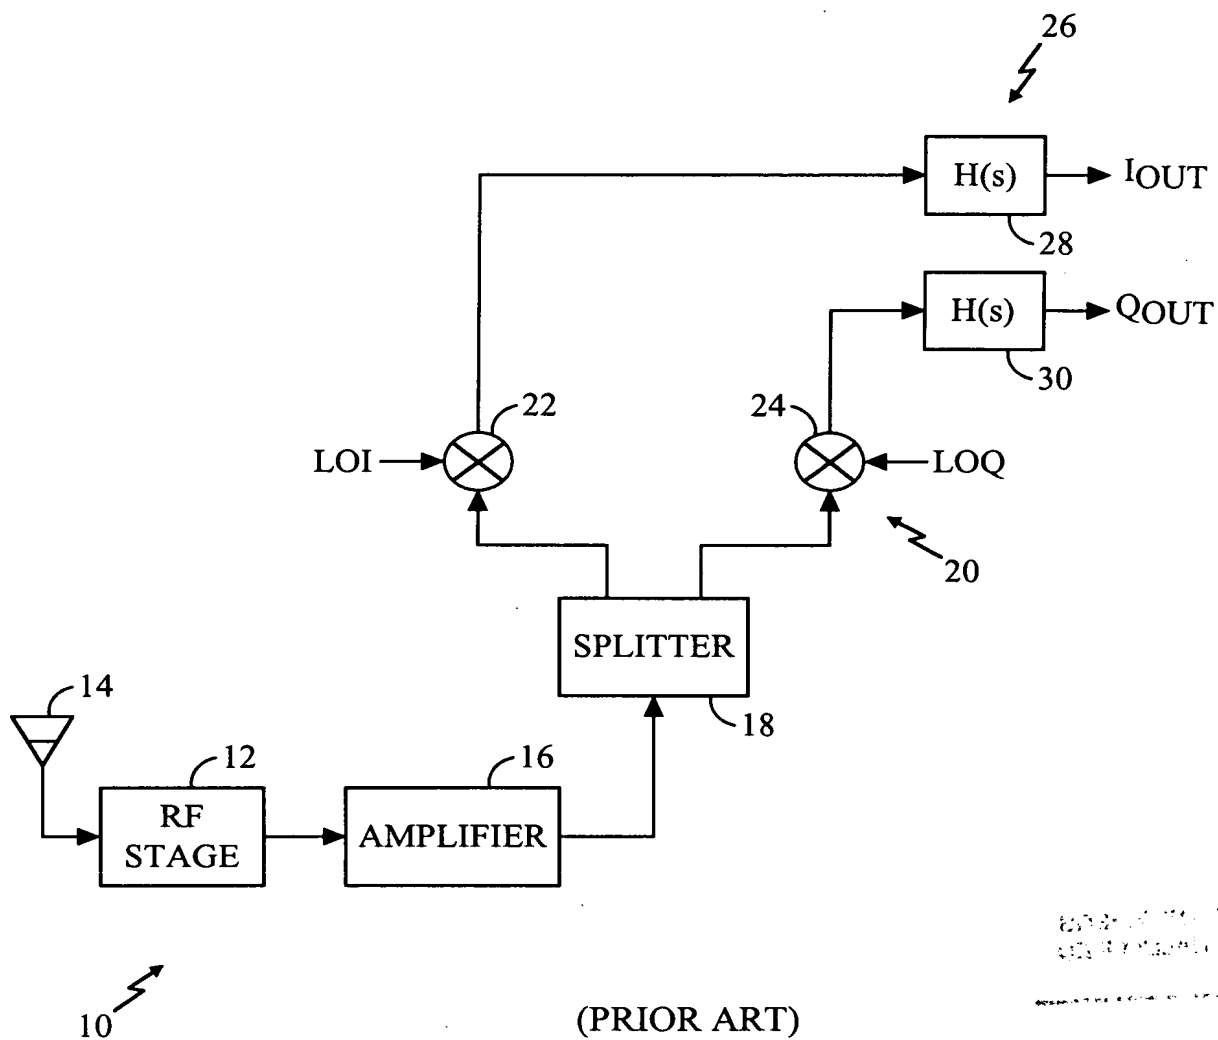 26
H(s)
IOUT
28
H(s)
QOUT
30
22
24
LOI
LOQ
20
SPLITTER
18
14
12
16
RF
STAGE
AMPLIFIER
10
(PRIOR ART)